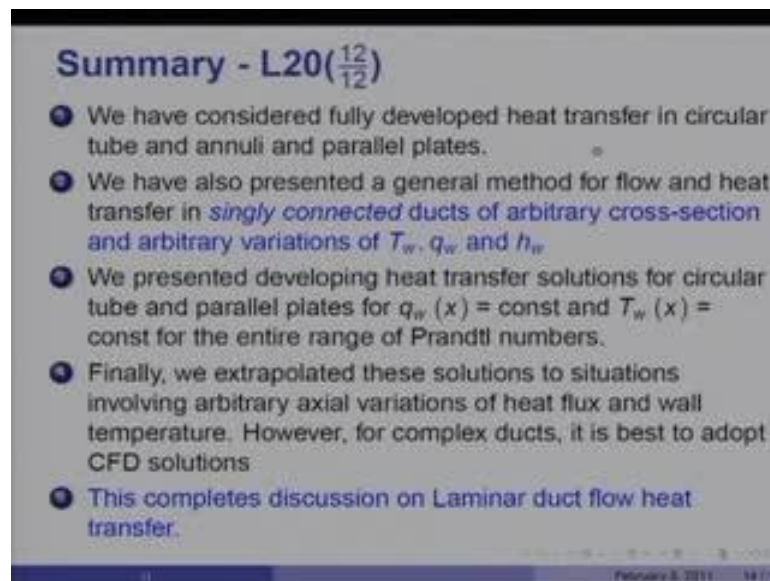 Summary - L20(12/12)
We have considered fully developed heat transfer in circular
tube and annuli and parallel plates.
We have also presented a general method for flow and heat
transfer in singly connected ducts of arbitrary cross-section
and arbitrary variations of Tw, qw and hw
We presented developing heat transfer solutions for circular
tube and parallel plates for qw (x) = const and Tw (x) =
const for the entire range of Prandtl numbers.
Finally, we extrapolated these solutions to situations
involving arbitrary axial variations of heat flux and wall
temperature. However, for complex ducts, it is best to adopt
CFD solutions
This completes discussion on Laminar duct flow heat
transfer.